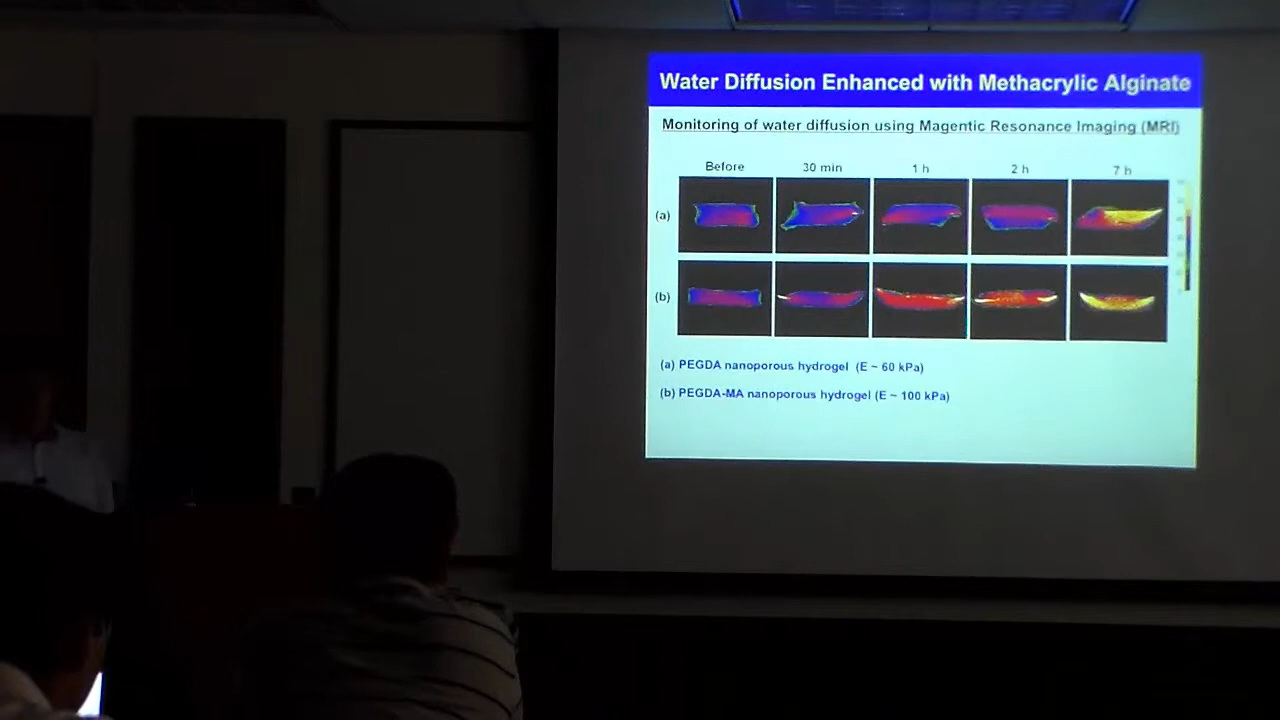 Water Diffusion Enhanced with Methacrylic Alginate
Monitoring of water diffusion using Magentic Resonance Imaging (MRI)
Before 30 min 1 h 2 h 7 h
(a)
(b)
(a) PEGDA nanoporous hydrogel (E ~ 60 kPa)
(b) PEGDA-MA nanoporous hydrogel (E ~ 100 kPa)